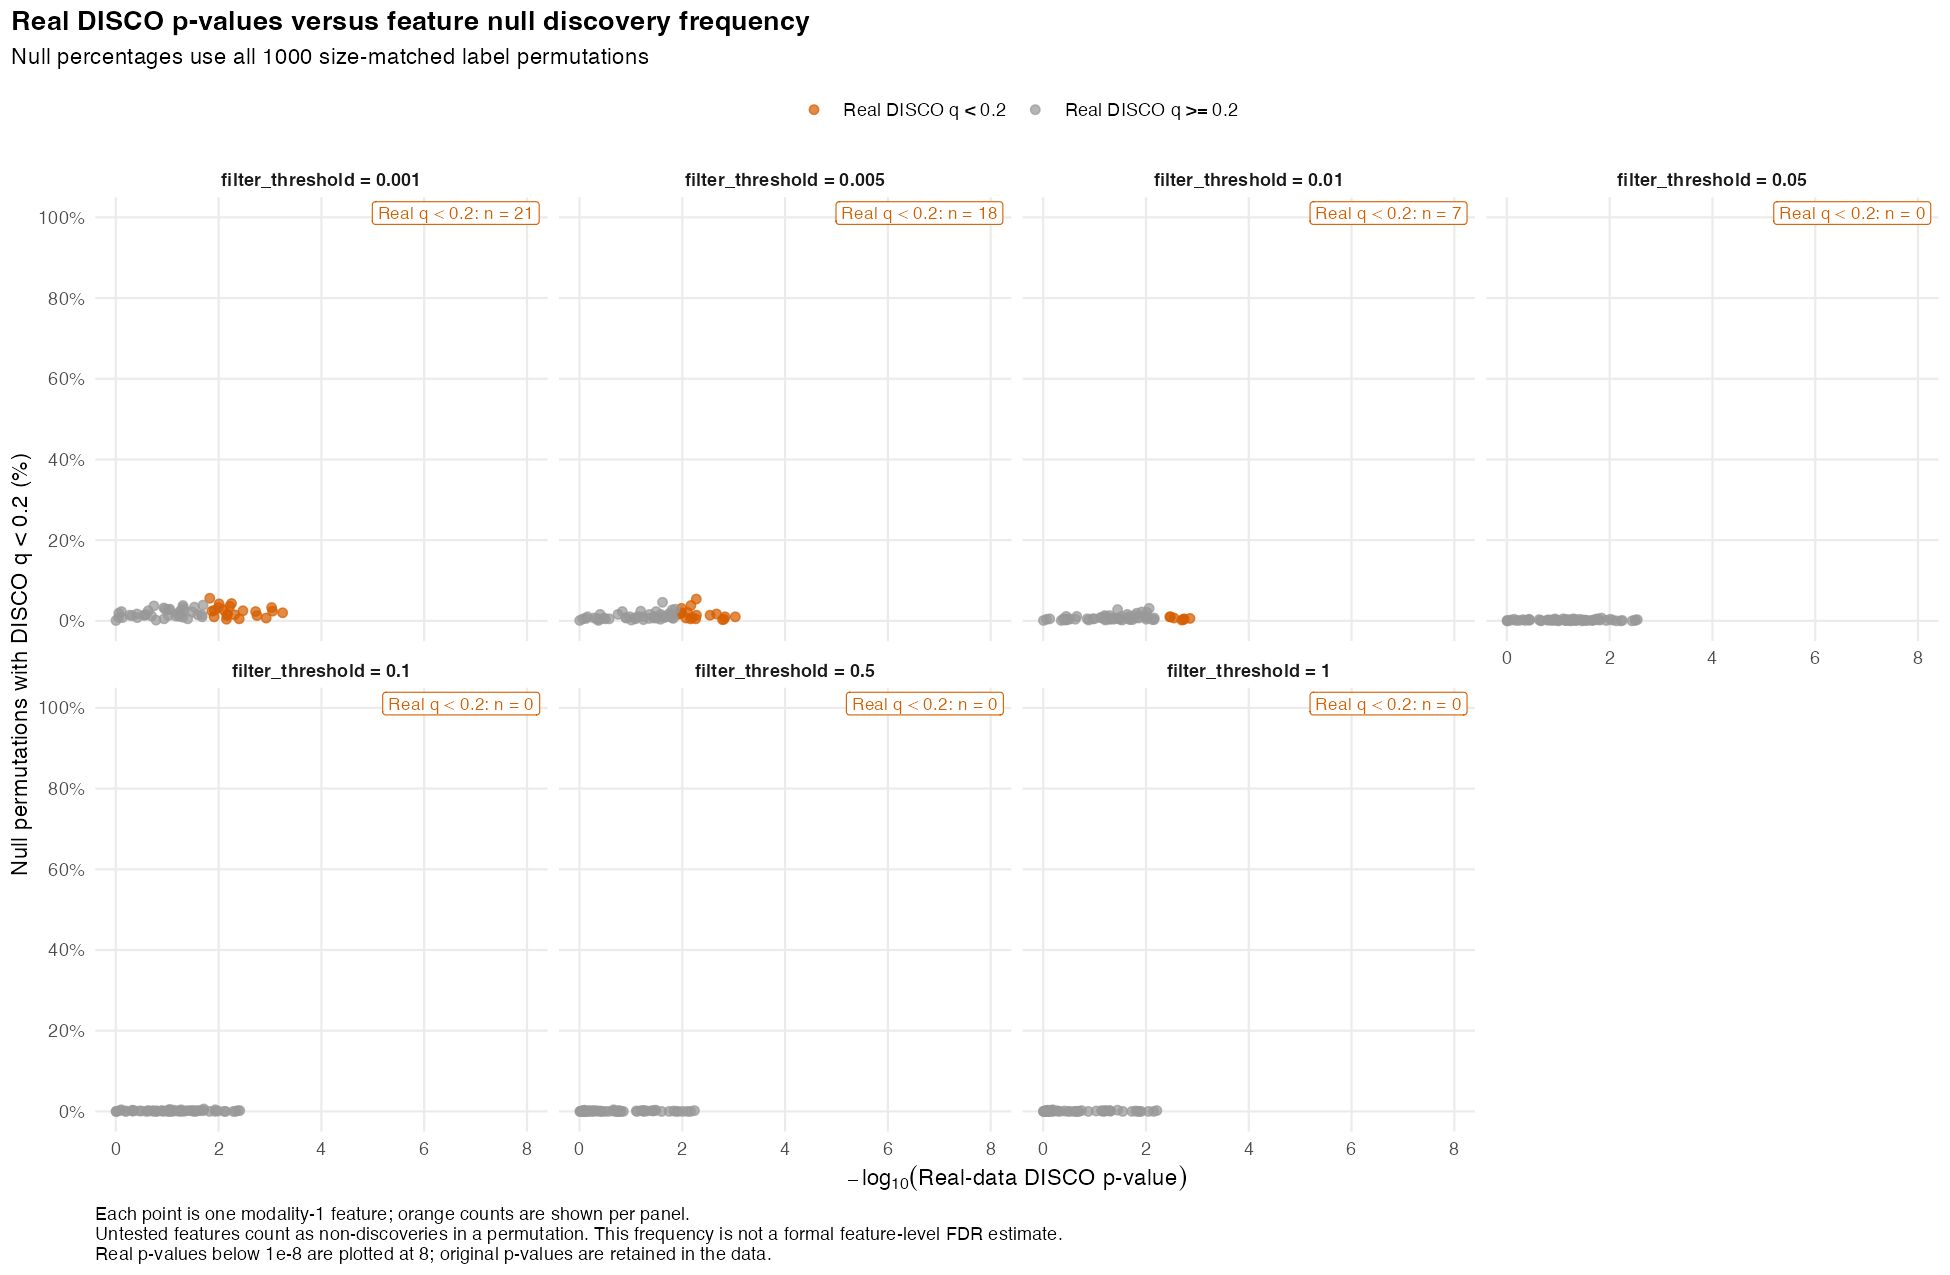 Real DISCO p-values versus feature null discovery frequency
Null percentages use all 1000 size-matched label permutations
Real DISCO q < 0.2
Real DISCO q >= 0.2
filter_threshold = 0.001
filter_threshold = 0.005
filter_threshold = 0.01
filter_threshold = 0.05
Real q < 0.2: n = 21
Real q < 0.2: n = 18
Real q < 0.2: n = 7
Real q < 0.2: n = 0
100%
80%
60%
40%
20%
0%
0 2 4 6 8
Null permutations with DISCO q < 0.2 (%)
filter_threshold = 0.1
filter_threshold = 0.5
filter_threshold = 1
Real q < 0.2: n = 0
Real q < 0.2: n = 0
Real q < 0.2: n = 0
100%
80%
60%
40%
20%
0%
0 2 4 6 8
0 2 4 6 8
0 2 4 6 8
−log₁₀(Real-data DISCO p-value)
Each point is one modality-1 feature; orange counts are shown per panel.
Untested features count as non-discoveries in a permutation. This frequency is not a formal feature-level FDR estimate.
Real p-values below 1e-8 are plotted at 8; original p-values are retained in the data.